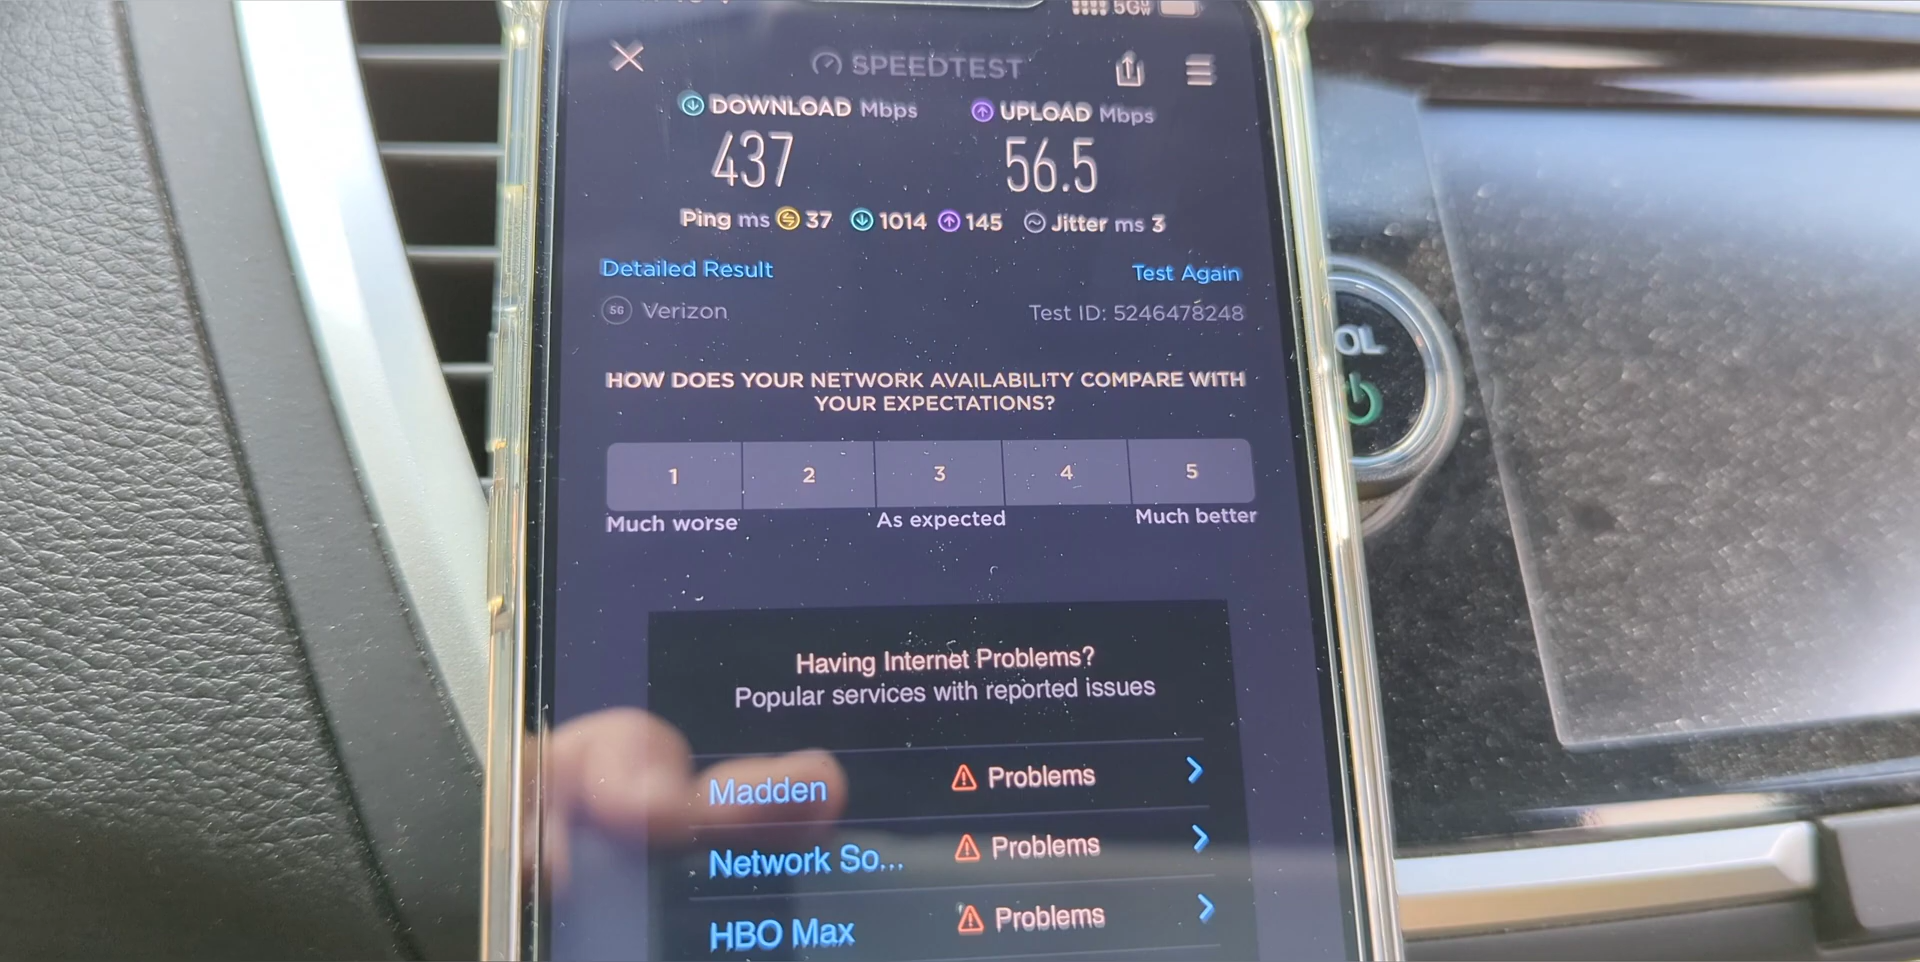 5G UW
SPEEDTEST
DOWNLOAD Mbps UPLOAD Mbps
437 56.5
Ping ms 37 1014 145 Jitter ms 3
Detailed Result Test Again
5G Verizon Test ID: 5246478248
HOW DOES YOUR NETWORK AVAILABILITY COMPARE WITH
YOUR EXPECTATIONS?
1 2 3 4 5
Much worse As expected Much better
Having Internet Problems?
Popular services with reported issues
Madden Problems
Network So... Problems
HBO Max Problems
OL